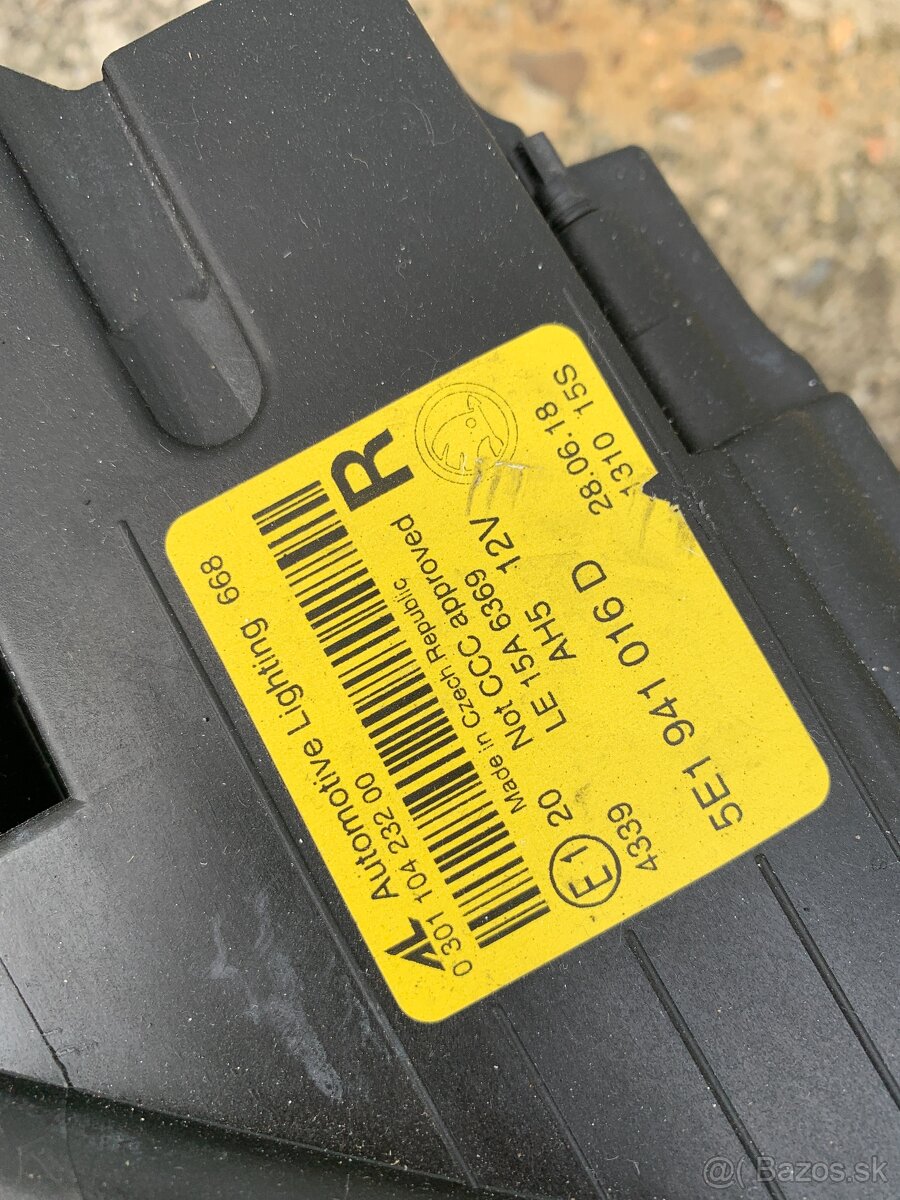 AL Automotive Lighting 668
0 301 104 232 00
R
Made in Czech Republic
Not CCC approved
LE 15A 6369
AH5 12V
E1 20
4339
5E1 941 016 D
28.06.18
1310 15S
@( Bazos.sk